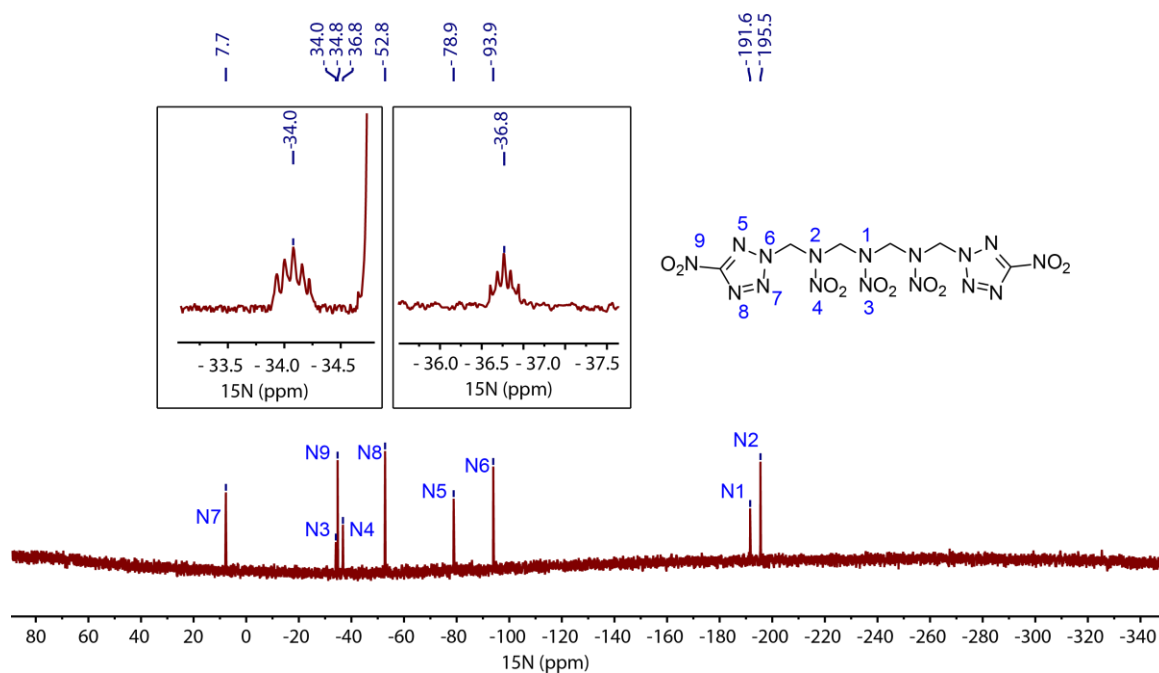 7.7
-34.0
-34.8
-36.8
-52.8
-78.9
-93.9
-191.6
-195.5
-34.0
- 33.5 - 34.0 - 34.5
15N (ppm)
-36.8
- 36.0 - 36.6 - 37.0 - 37.5
15N (ppm)
5 6 2 1
9 N N N N N N N
O2N N N NO2 NO2 NO2 N N NO2
8 7 4 3
N7
N3
N9
N4
N8
N5
N6
N1
N2
80 60 40 20 0 -20 -40 -60 -80 -100 -120 -140 -160 -180 -200 -220 -240 -260 -280 -300 -320 -340
15N (ppm)